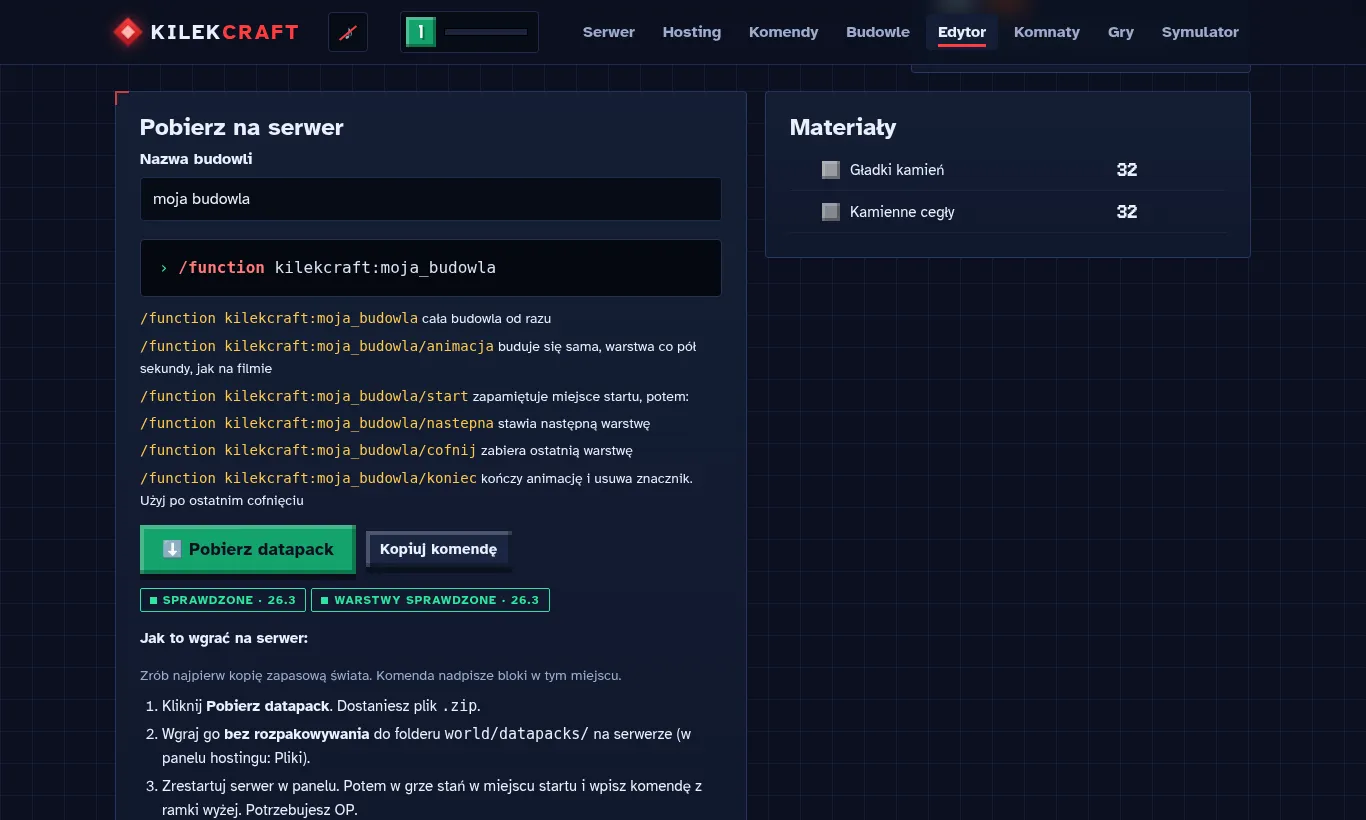 KILEKCRAFT
1
Serwer
Hosting
Komendy
Budowle
Edytor
Komnaty
Gry
Symulator
Pobierz na serwer
Nazwa budowli
moja budowla
› /function kilekcraft:moja_budowla
/function kilekcraft:moja_budowla cała budowla od razu
/function kilekcraft:moja_budowla/animacja buduje się sama, warstwa co pół
sekundy, jak na filmie
/function kilekcraft:moja_budowla/start zapamiętuje miejsce startu, potem:
/function kilekcraft:moja_budowla/nastepna stawia następną warstwę
/function kilekcraft:moja_budowla/cofnij zabiera ostatnią warstwę
/function kilekcraft:moja_budowla/koniec kończy animację i usuwa znacznik.
Użyj po ostatnim cofnięciu
⬇️ Pobierz datapack
Kopiuj komendę
SPRAWDZONE · 26.3
WARSTWY SPRAWDZONE · 26.3
Jak to wgrać na serwer:
Zrób najpierw kopię zapasową świata. Komenda nadpisze bloki w tym miejscu.
1. Kliknij Pobierz datapack. Dostaniesz plik .zip.
2. Wgraj go bez rozpakowywania do folderu world/datapacks/ na serwerze (w
panelu hostingu: Pliki).
3. Zrestartuj serwer w panelu. Potem w grze stań w miejscu startu i wpisz komendę z
ramki wyżej. Potrzebujesz OP.
Materiały
Gładki kamień 32
Kamienne cegły 32